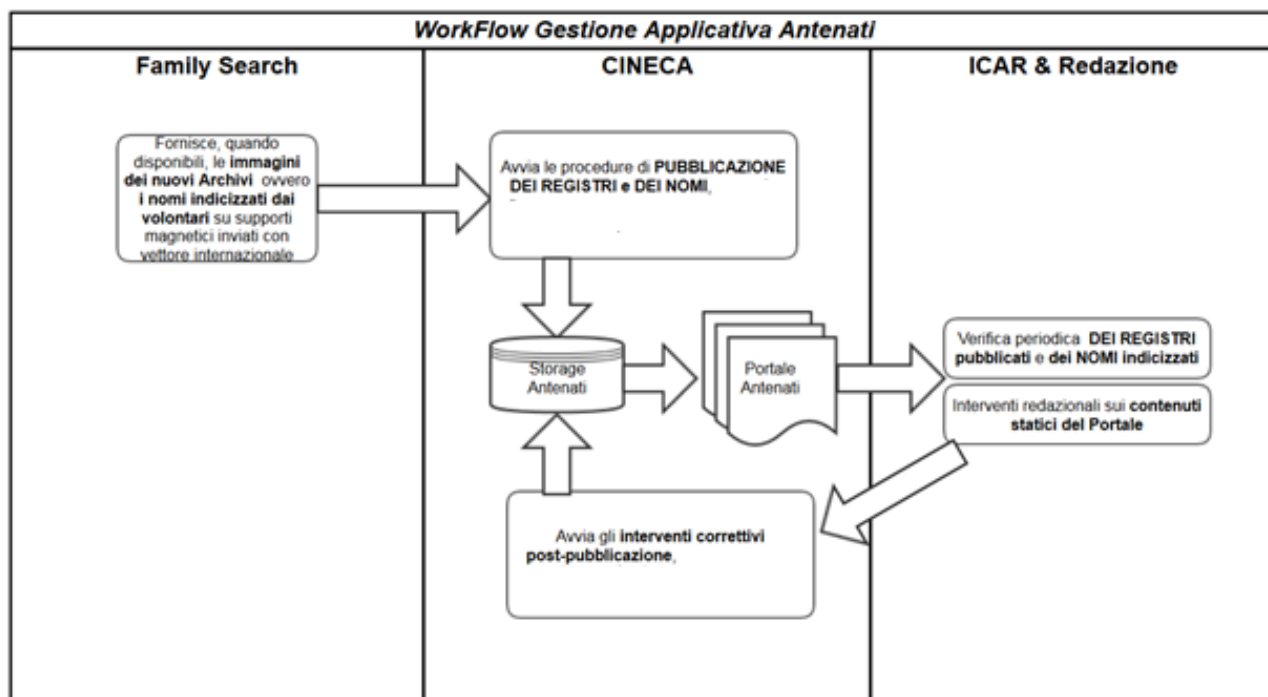 WorkFlow Gestione Applicativa Antenati
Family Search
CINECA
ICAR & Redazione
Fornisce, quando
disponibili, le immagini
dei nuovi Archivi ovvero
i nomi indicizzati dai
volontari su supporti
magnetici inviati con
vettore internazionale
Avvia le procedure di PUBBLICAZIONE
DEI REGISTRI e DEI NOMI,
Storage
Antenati
Portale
Antenati
Verifica periodica DEI REGISTRI
pubblicati e dei NOMI indicizzati
Interventi redazionali sui contenuti
statici del Portale
Avvia gli interventi correttivi
post-pubblicazione,